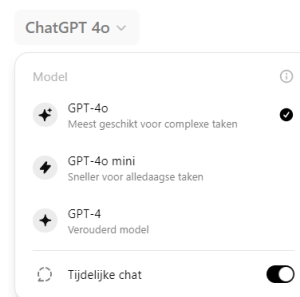 ChatGPT 4o
Model
GPT-4o
Meest geschikt voor complexe taken
GPT-4o mini
Sneller voor alledaagse taken
GPT-4
Verouderd model
Tijdelijke chat